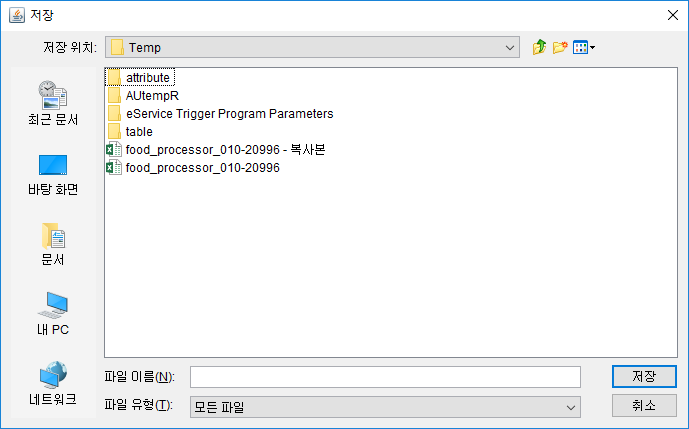 저장
저장 위치:
Temp
최근 문서
바탕 화면
문서
내 PC
네트워크
attribute
AUtempR
eService Trigger Program Parameters
table
food_processor_010-20996 - 복사본
food_processor_010-20996
파일 이름(N):
저장
파일 유형(T):
모든 파일
취소